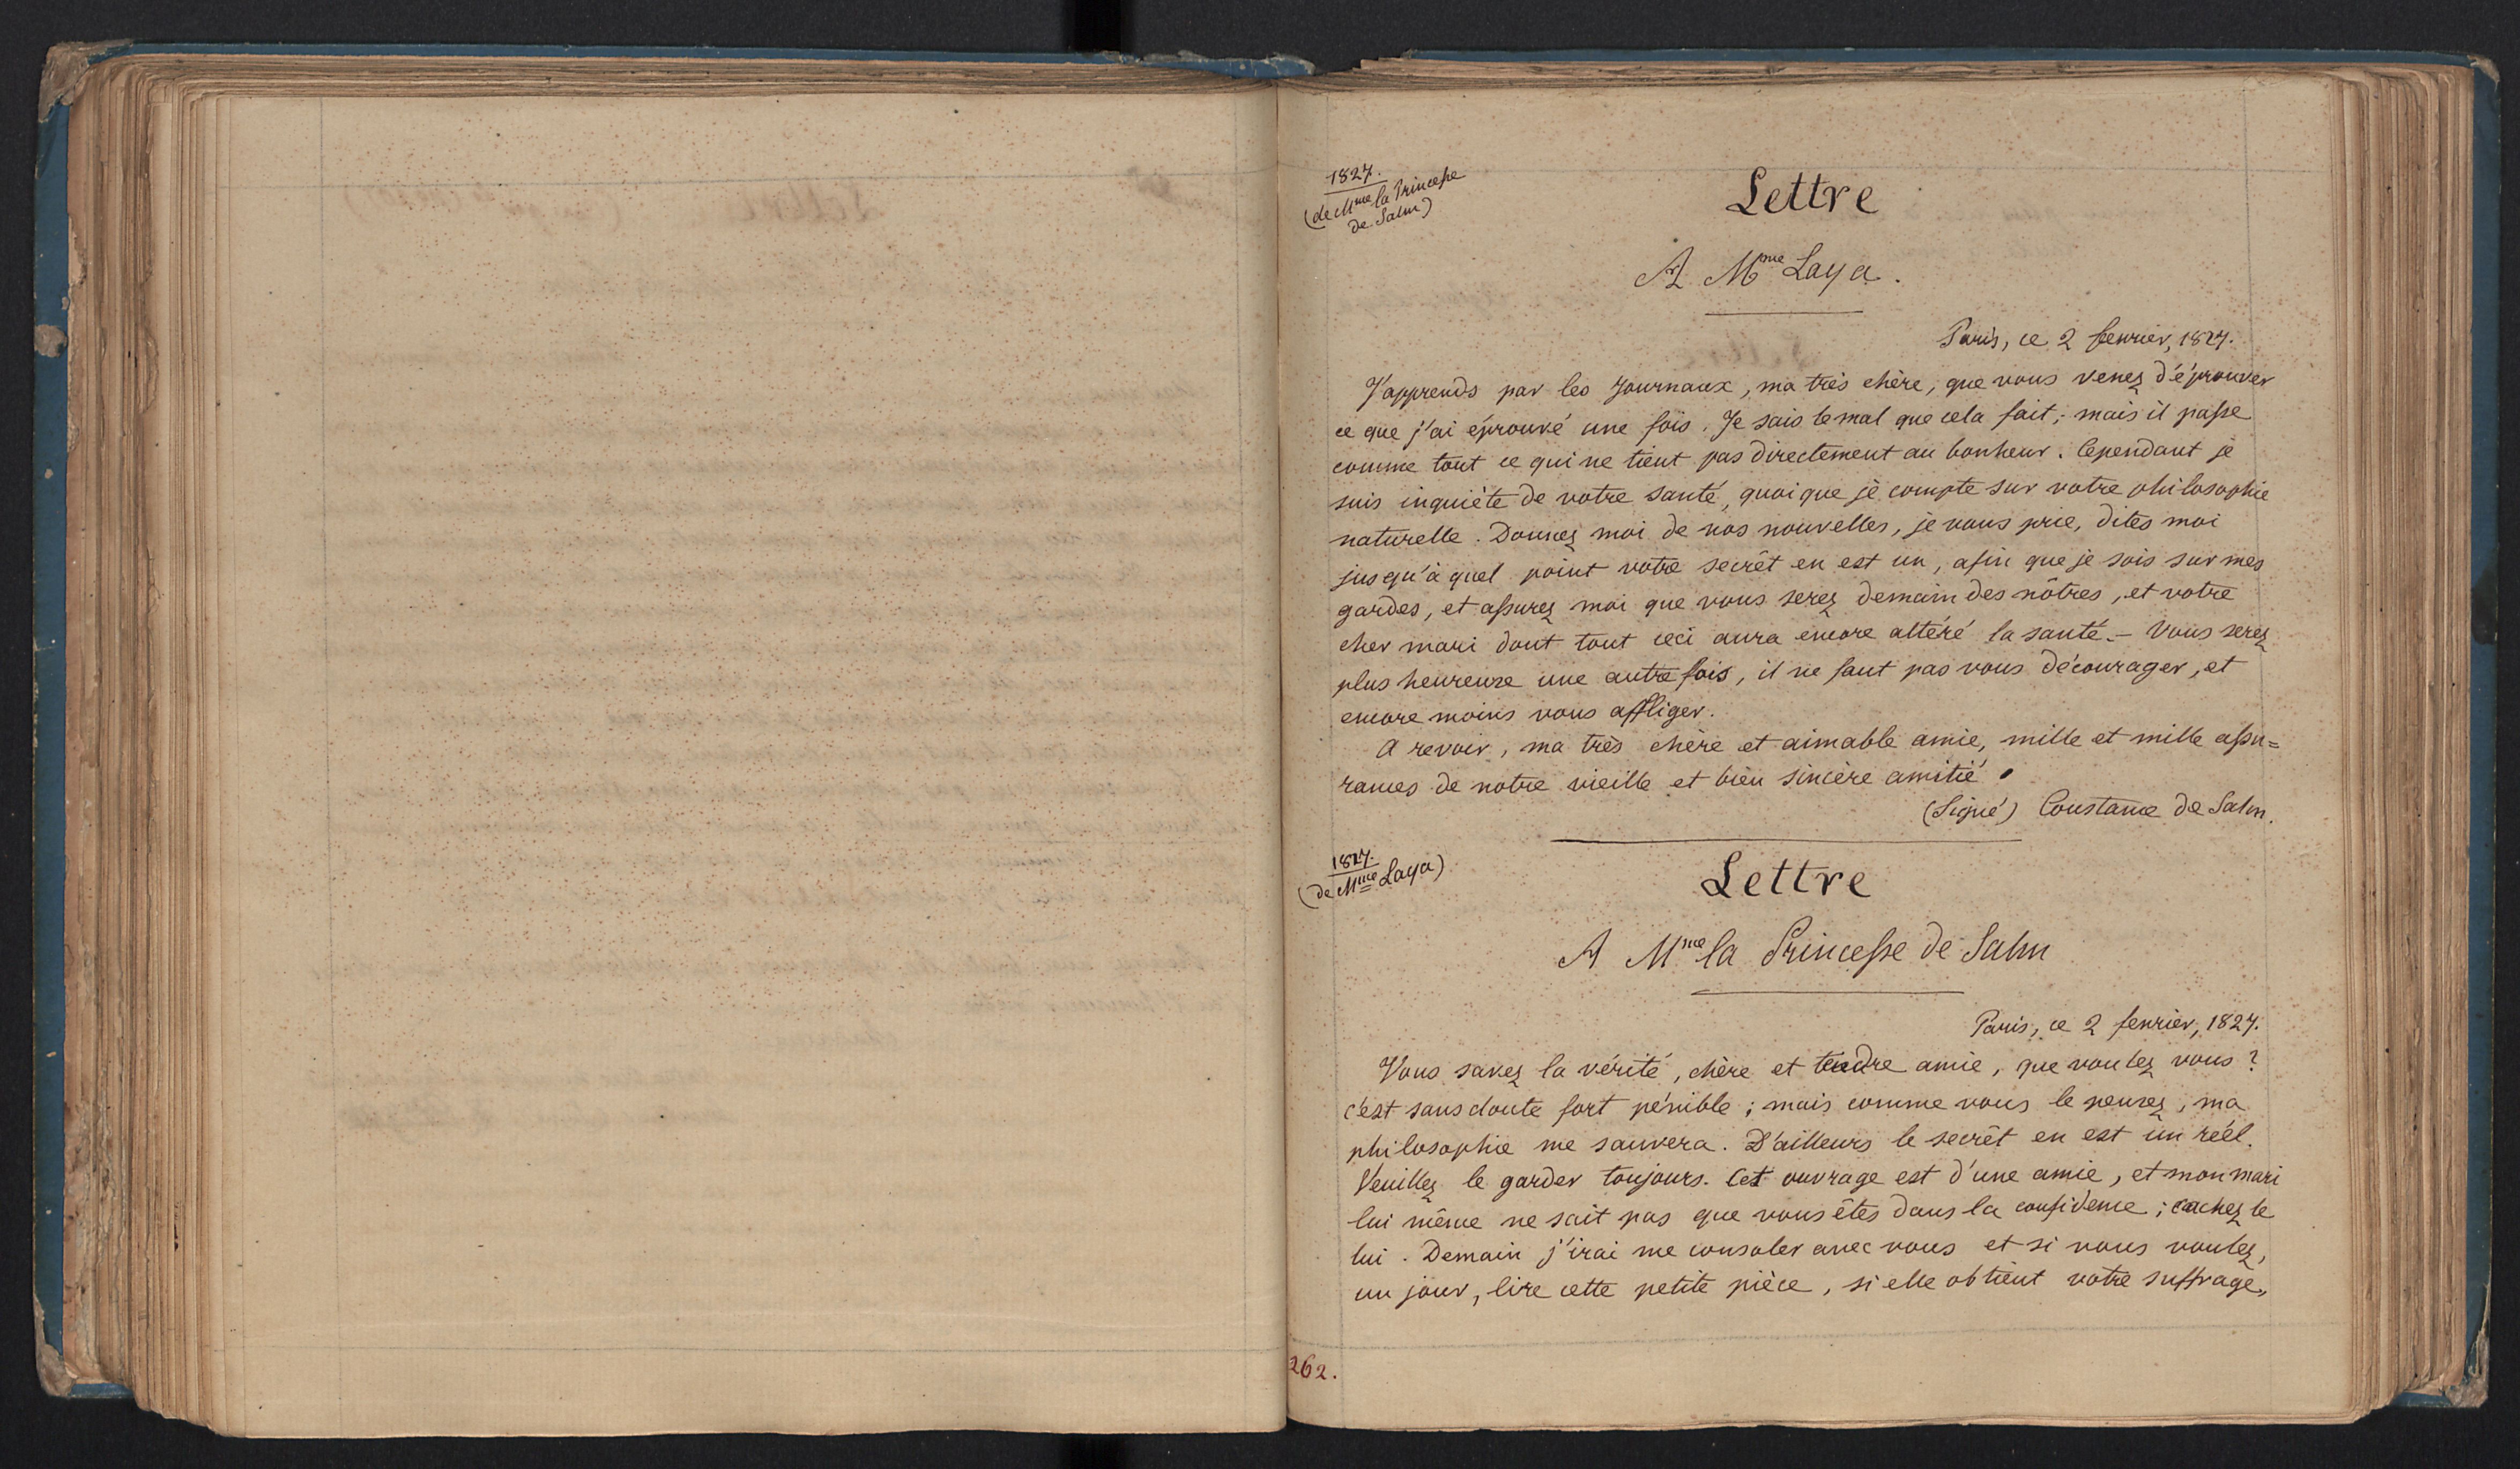 1827.
(de Mme la Princesse
de Salm)
Lettre
A Mme Laya.
Paris, ce 2 fevrier, 1827.
J'apprends par les Journaux, ma très chère, que vous venez d'éprouver
ce que j'ai éprouvé une fois. Je sais le mal que cela fait; mais il passe
comme tout ce qui ne tient pas directement au bonheur. Cependant je
suis inquiète de votre santé, quoique je compte sur votre philosophie
naturelle. Donnez moi de vos nouvelles, je vous prie, dites moi
jusqu'à quel point votre secrêt en est un, afin que je sois sur mes
gardes, et assurez moi que vous serez demain des nôtres, et votre
cher mari dont tout ceci aura encore altéré la santé. – Vous serez
plus heureuse une autre fois, il ne faut pas vous décourager, et
encore moins vous affliger.
A revoir, ma très chère et aimable amie, mille et mille assu=
rances de notre vieille et bien sincère amitié.
(Signé) Constance de Salm.
1827.
(de Mme Laya)
Lettre
A Mme la Princesse de Salm
Paris, ce 2 fevrier, 1827.
Vous savez la vérité, chère et tendre amie, que voulez vous?
c'est sans doute fort pénible; mais comme vous le pensez, ma
philosophie me sauvera. D'ailleurs le secrêt en est un réel.
Veuillez le garder toujours. Cet ouvrage est d'une amie, et mon mari
lui même ne sait pas que vous êtes dans la confidence; cachez le
lui. Demain j'irai me consoler avec vous et si vous voulez,
un jour, lire cette petite pièce, si elle obtient votre suffrage,
262.